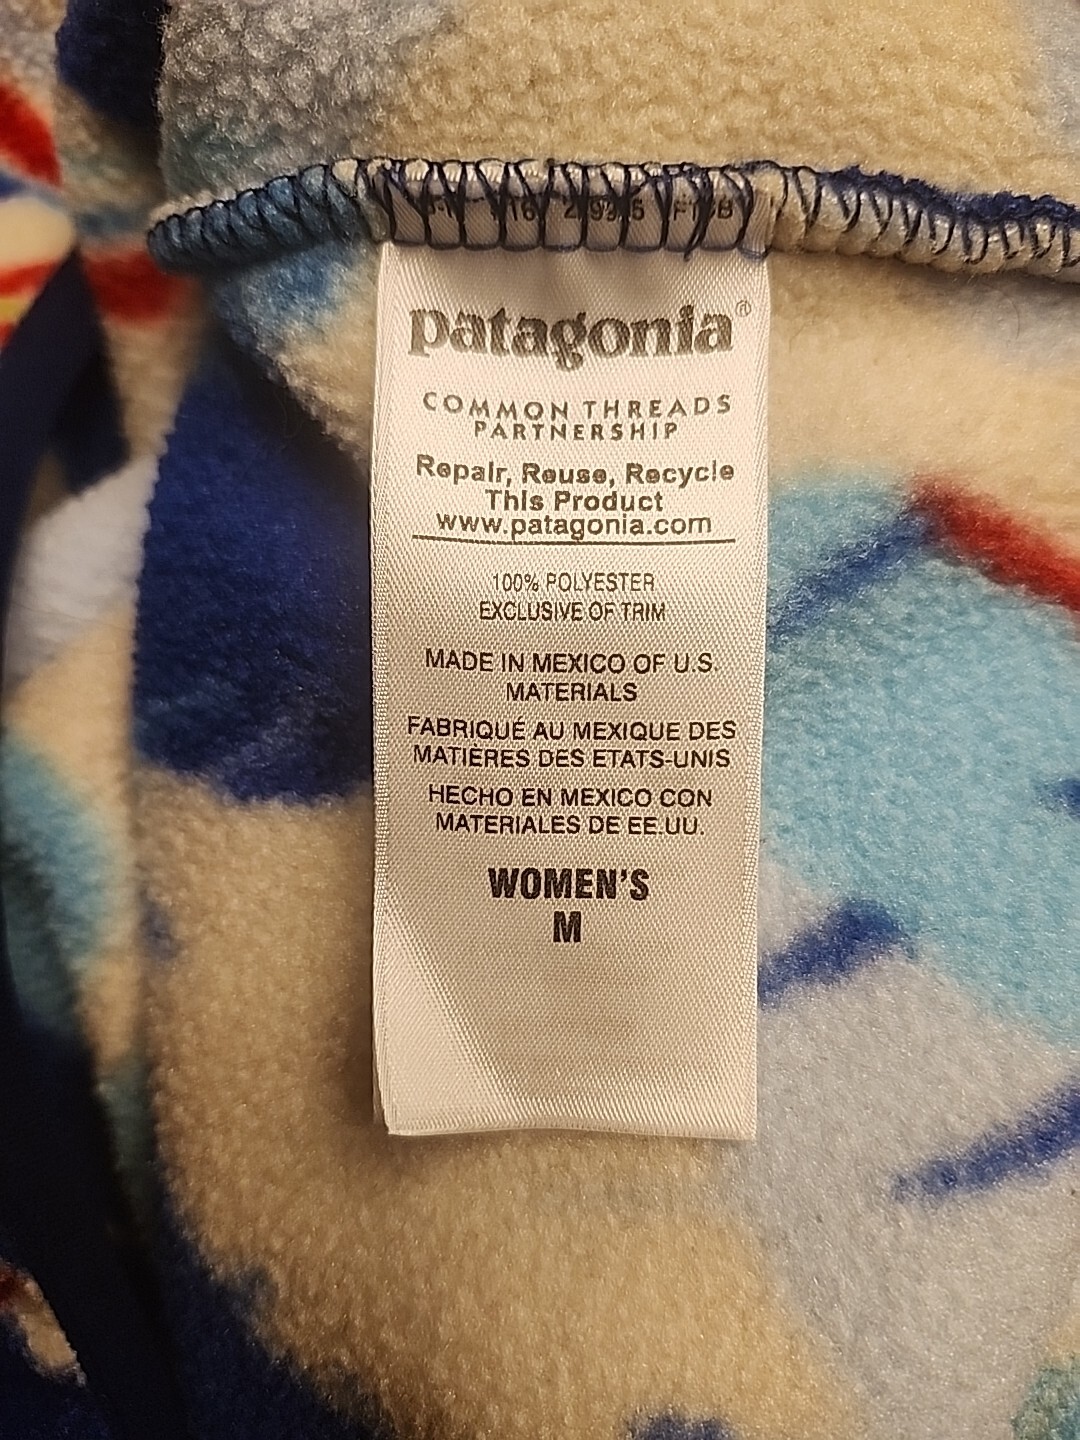 patagonia®
COMMON THREADS
PARTNERSHIP
Repair, Reuse, Recycle
This Product
www.patagonia.com
100% POLYESTER
EXCLUSIVE OF TRIM
MADE IN MEXICO OF U.S.
MATERIALS
FABRIQUÉ AU MEXIQUE DES
MATIÈRES DES ETATS-UNIS
HECHO EN MEXICO CON
MATERIALES DE EE.UU.
WOMEN'S
M